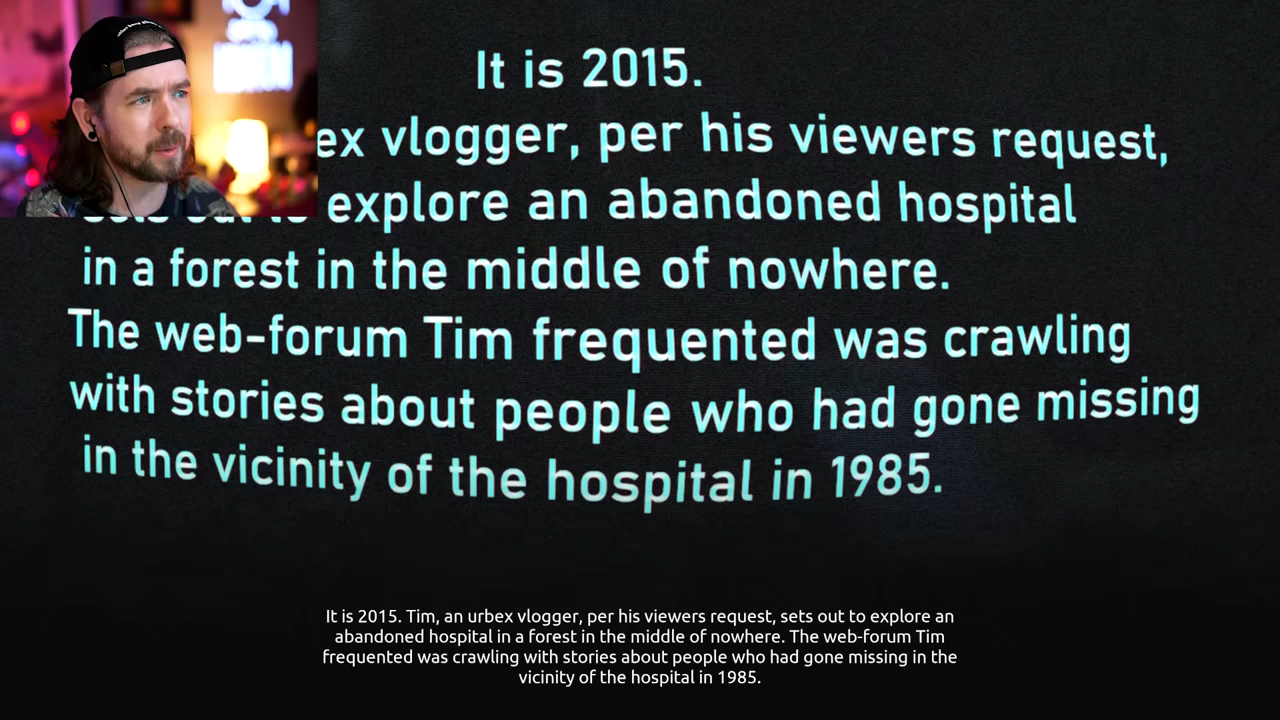 It is 2015.
ex vlogger, per his viewers request,
explore an abandoned hospital
in a forest in the middle of nowhere.
The web-forum Tim frequented was crawling
with stories about people who had gone missing
in the vicinity of the hospital in 1985.
It is 2015. Tim, an urbex vlogger, per his viewers request, sets out to explore an
abandoned hospital in a forest in the middle of nowhere. The web-forum Tim
frequented was crawling with stories about people who had gone missing in the
vicinity of the hospital in 1985.